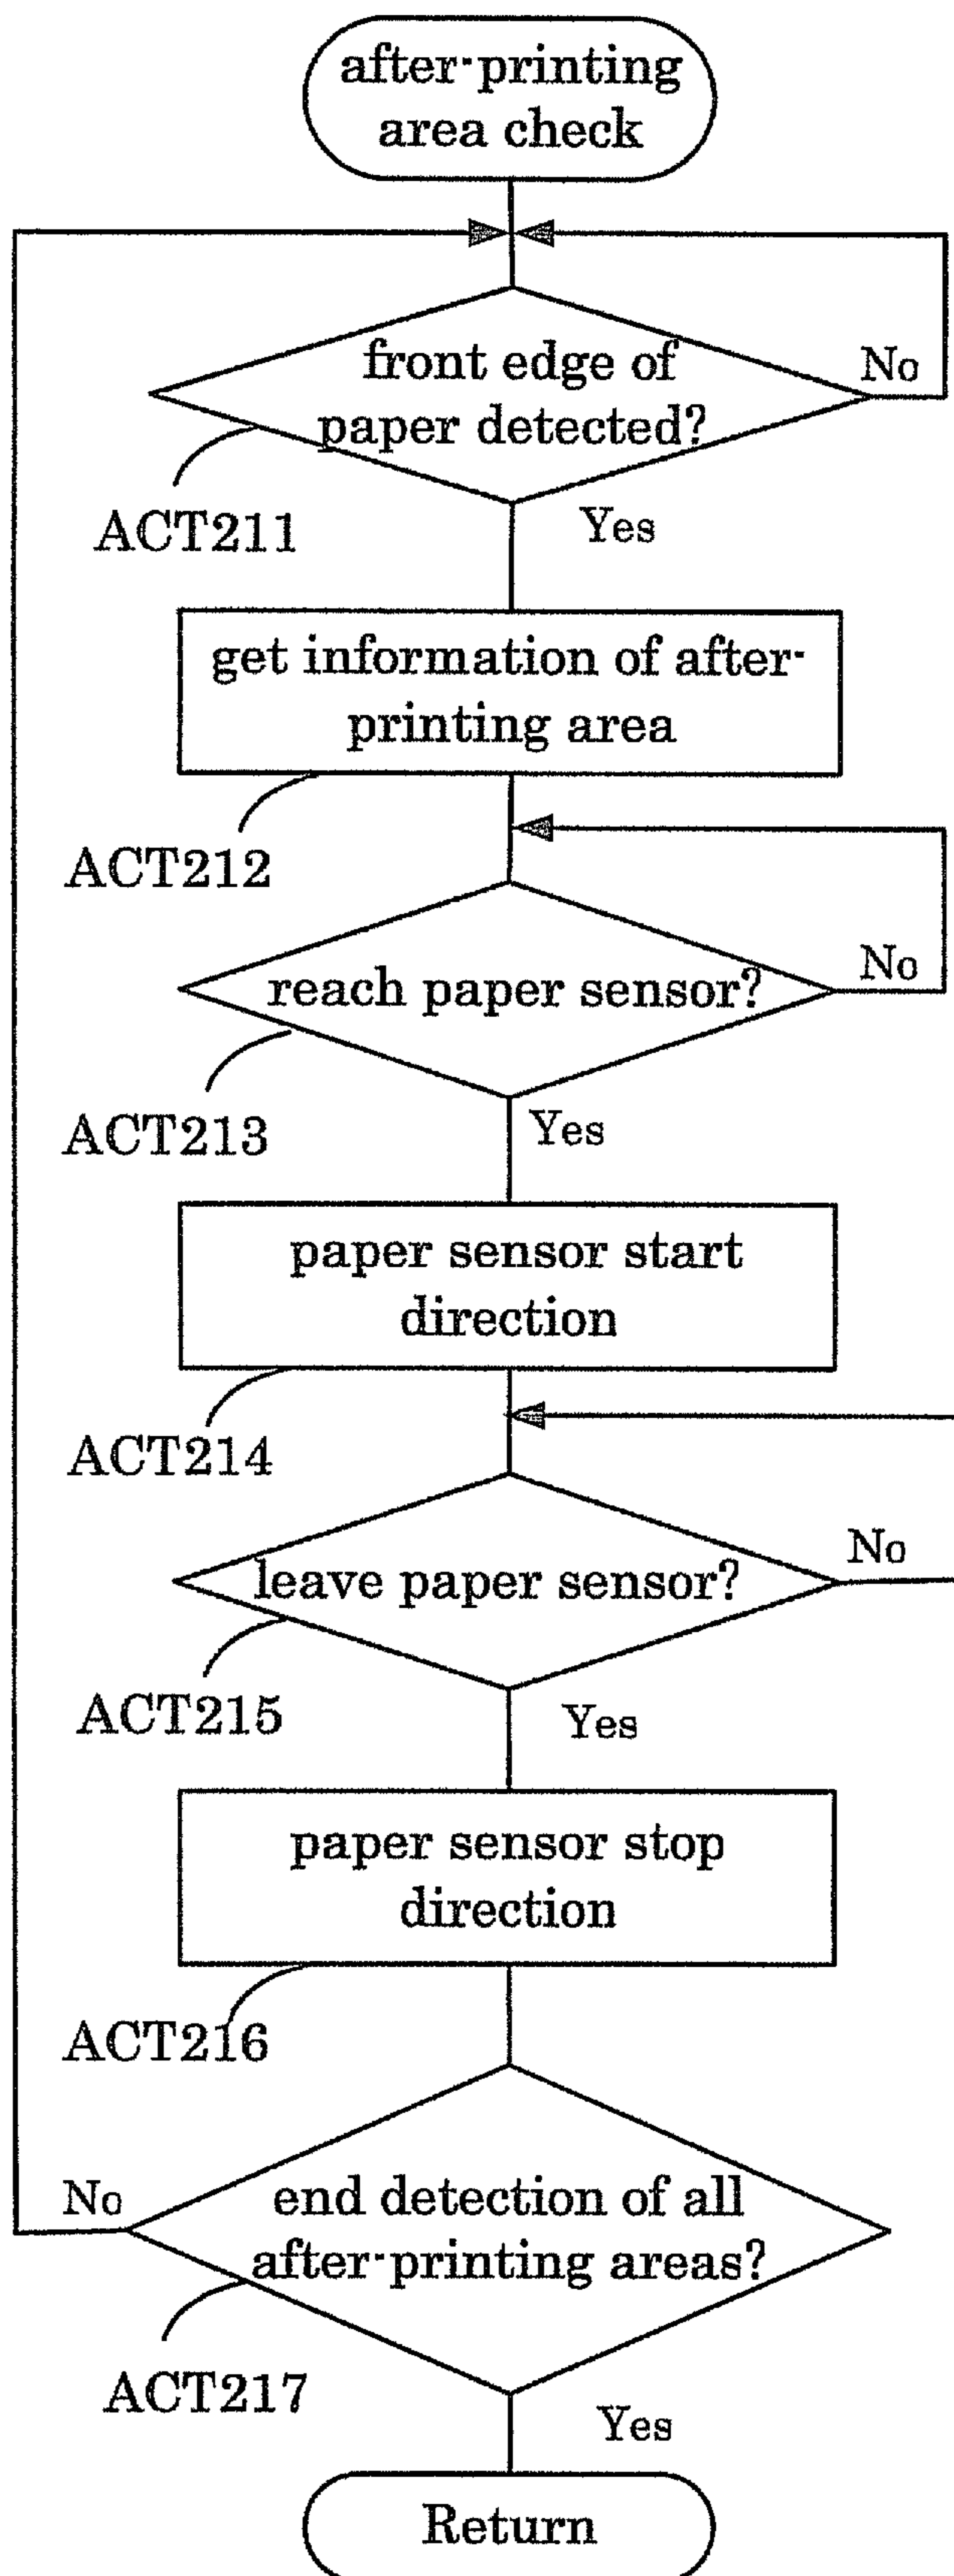 after-printing
area check
front edge of
paper detected?
No
ACT211
Yes
get information of after-
printing area
ACT212
reach paper sensor?
No
ACT213
Yes
paper sensor start
direction
ACT214
leave paper sensor?
No
ACT215
Yes
paper sensor stop
direction
ACT216
No
end detection of all
after-printing areas?
ACT217
Yes
Return